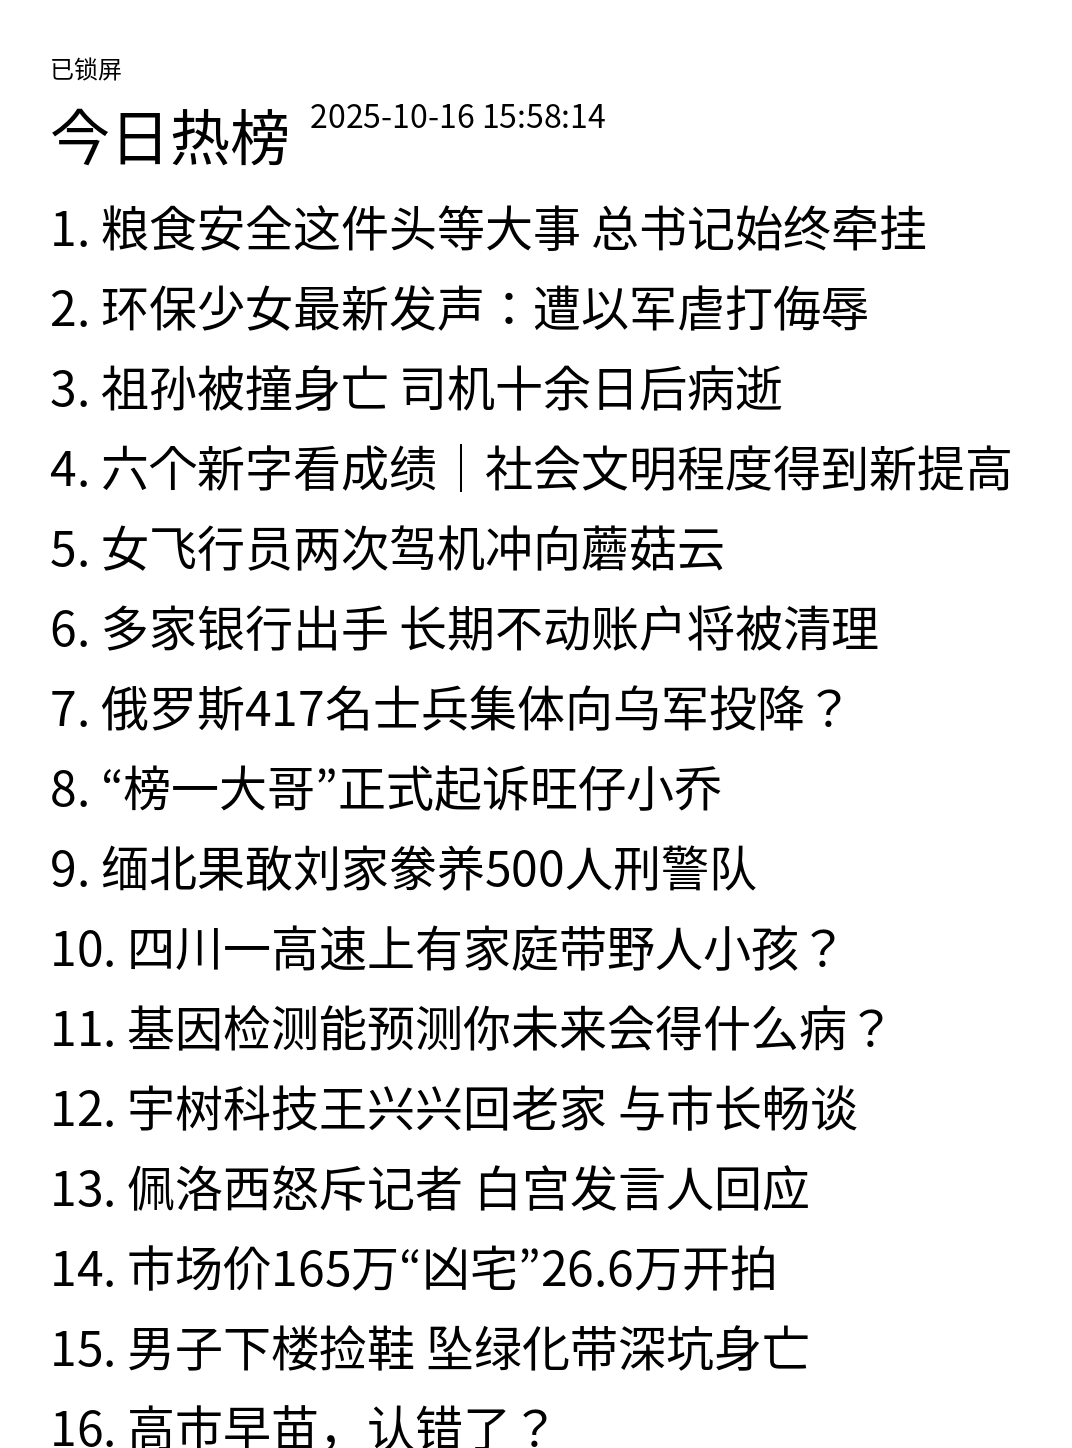 已锁屏
今日热榜 2025-10-16 15:58:14
1. 粮食安全这件头等大事 总书记始终牵挂
2. 环保少女最新发声：遭以军虐打侮辱
3. 祖孙被撞身亡 司机十余日后病逝
4. 六个新字看成绩｜社会文明程度得到新提高
5. 女飞行员两次驾机冲向蘑菇云
6. 多家银行出手 长期不动账户将被清理
7. 俄罗斯417名士兵集体向乌军投降？
8. “榜一大哥”正式起诉旺仔小乔
9. 缅北果敢刘家豢养500人刑警队
10. 四川一高速上有家庭带野人小孩？
11. 基因检测能预测你未来会得什么病？
12. 宇树科技王兴兴回老家 与市长畅谈
13. 佩洛西怒斥记者 白宫发言人回应
14. 市场价165万“凶宅”26.6万开拍
15. 男子下楼捡鞋 坠绿化带深坑身亡
16. 高市早苗，认错了？